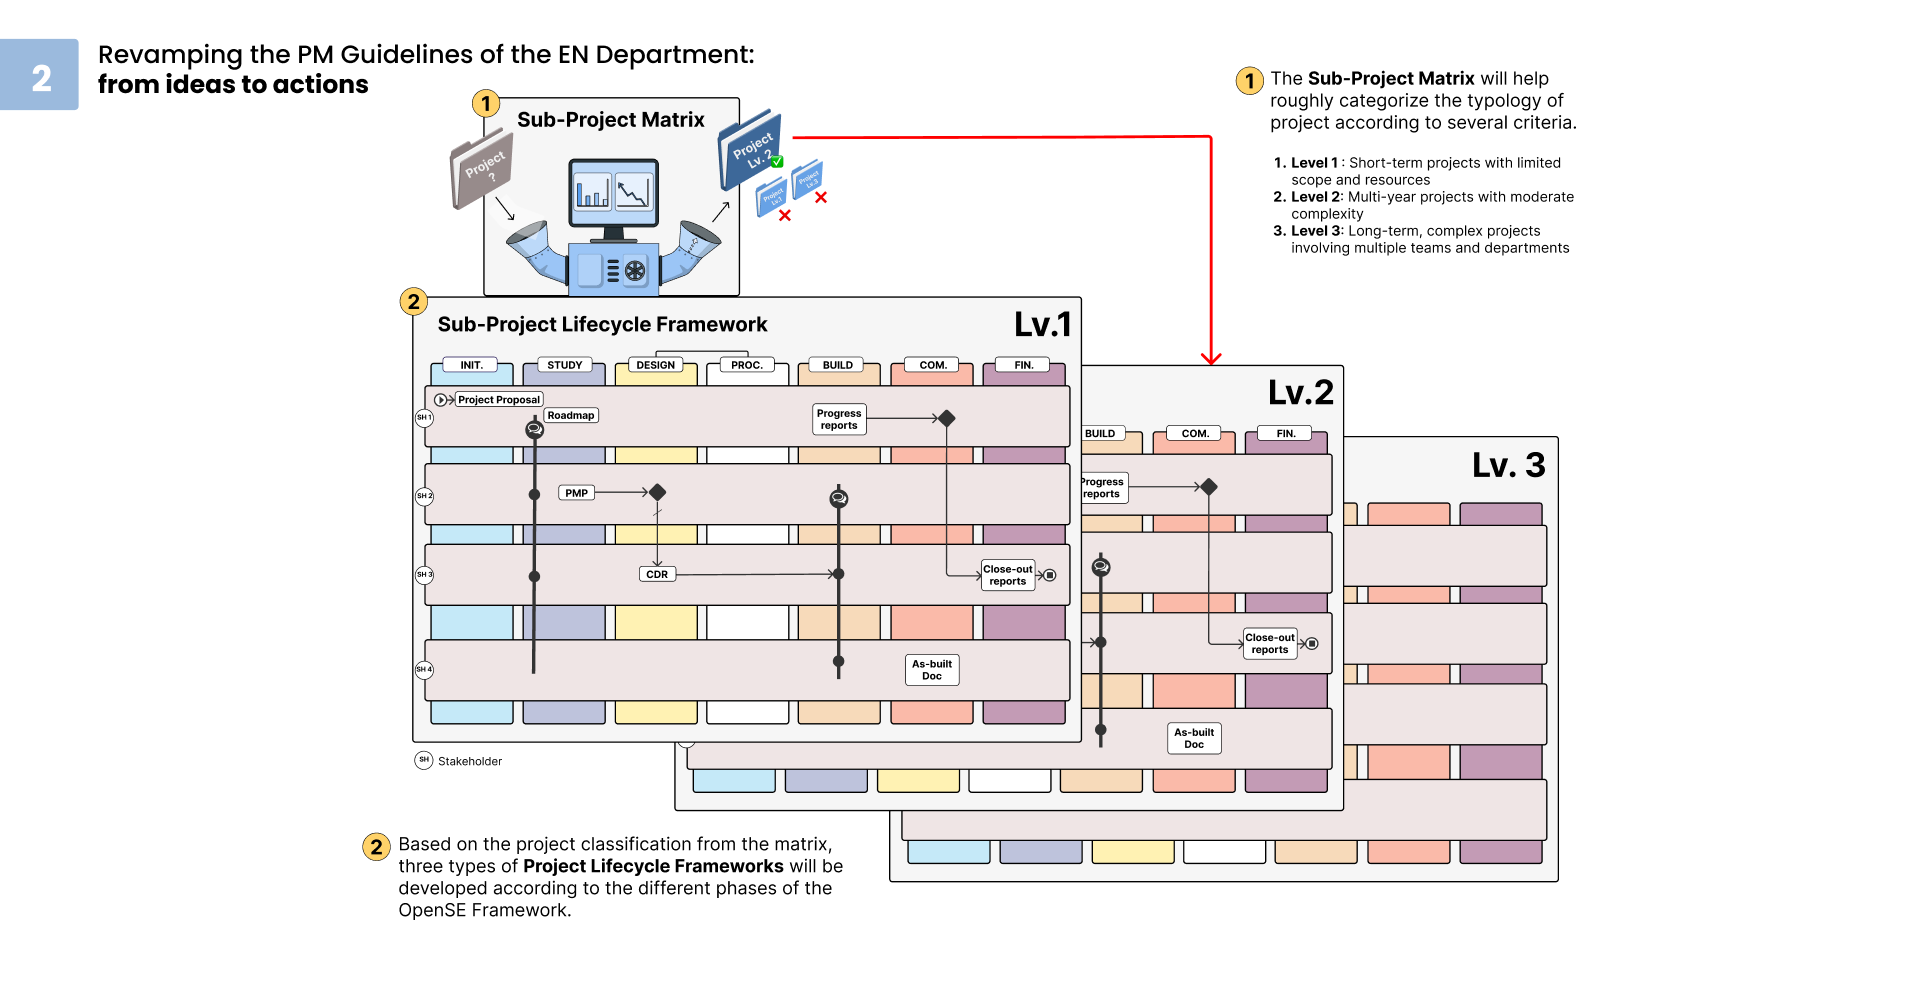 2
Revamping the PM Guidelines of the EN Department:
from ideas to actions
1
Sub-Project Matrix
Project
?
Project
Lv. 2
Project
Lv.1
Project
Lv.3
1
The Sub-Project Matrix will help
roughly categorize the typology of
project according to several criteria.
1. Level 1 : Short-term projects with limited
scope and resources
2. Level 2: Multi-year projects with moderate
complexity
3. Level 3: Long-term, complex projects
involving multiple teams and departments
2
Sub-Project Lifecycle Framework
Lv.1
INIT.
STUDY
DESIGN
PROC.
BUILD
COM.
FIN.
SH 1
Project Proposal
Roadmap
Progress
reports
SH 2
PMP
SH 3
CDR
Close-out
reports
SH 4
As-built
Doc
SH
Stakeholder
Lv.2
BUILD
COM.
FIN.
Progress
reports
Close-out
reports
As-built
Doc
Lv. 3
2
Based on the project classification from the matrix,
three types of Project Lifecycle Frameworks will be
developed according to the different phases of the
OpenSE Framework.